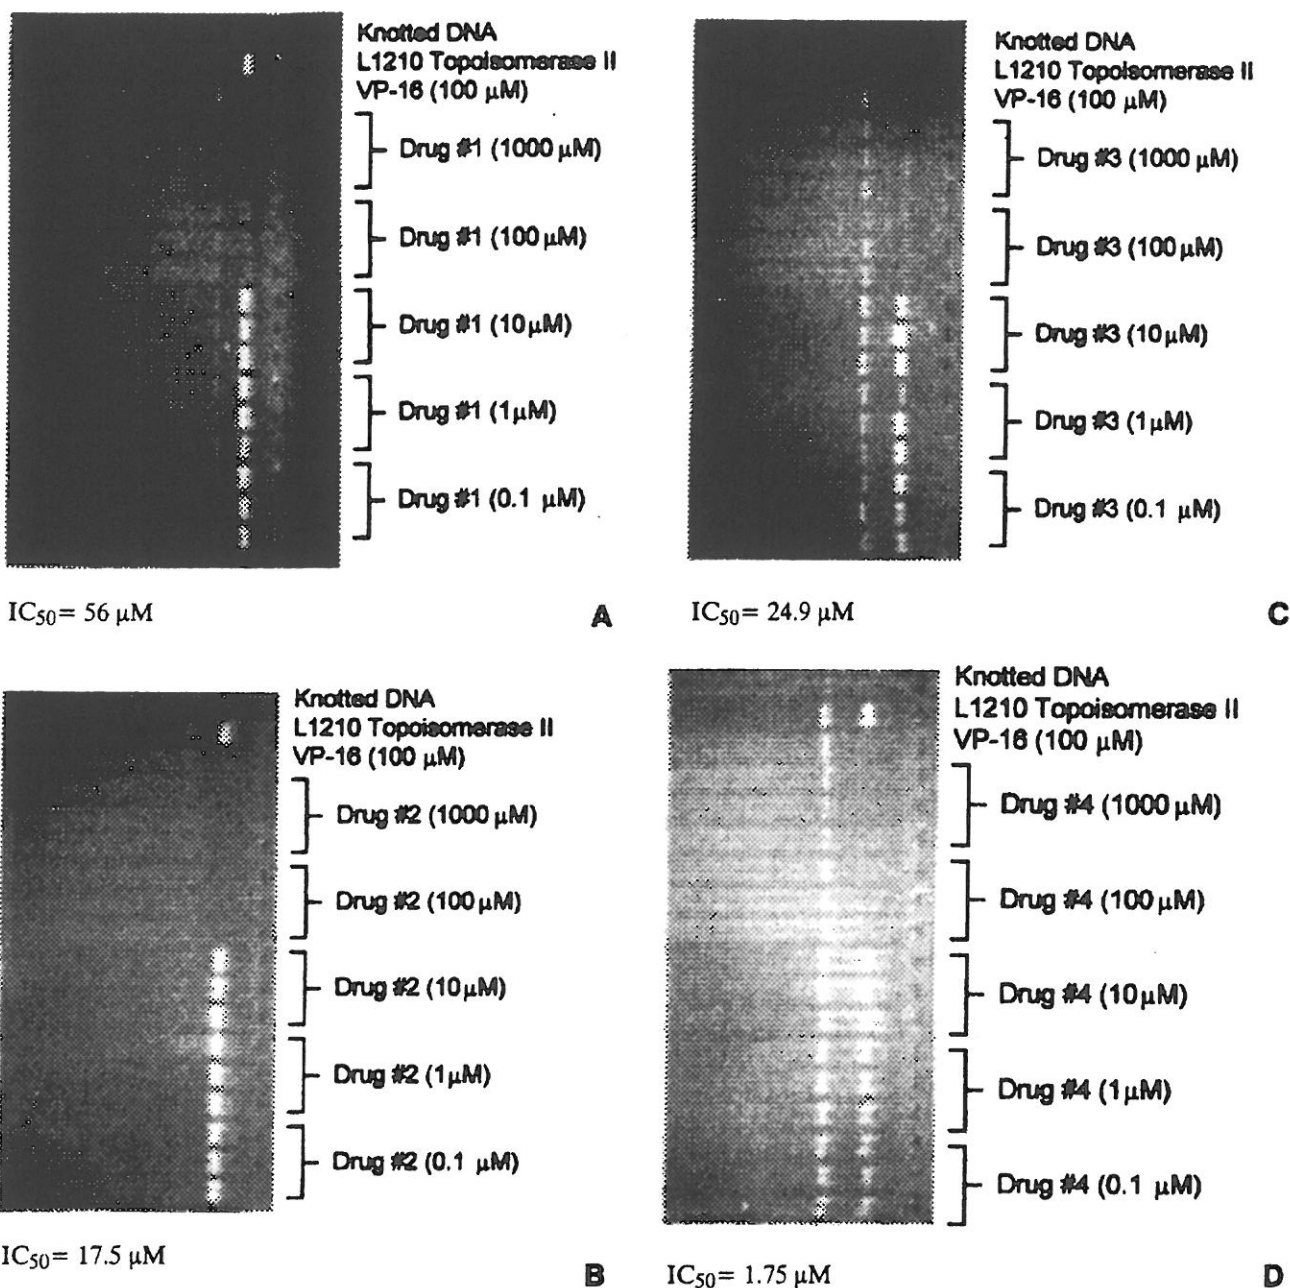 Knotted DNA
L1210 Topoisomerase II
VP-16 (100 μM)
Drug #1 (1000 μM)
Drug #1 (100 μM)
Drug #1 (10 μM)
Drug #1 (1 μM)
Drug #1 (0.1 μM)
IC50= 56 μM
A
Knotted DNA
L1210 Topoisomerase II
VP-16 (100 μM)
Drug #3 (1000 μM)
Drug #3 (100 μM)
Drug #3 (10 μM)
Drug #3 (1 μM)
Drug #3 (0.1 μM)
IC50= 24.9 μM
C
Knotted DNA
L1210 Topoisomerase II
VP-16 (100 μM)
Drug #2 (1000 μM)
Drug #2 (100 μM)
Drug #2 (10 μM)
Drug #2 (1 μM)
Drug #2 (0.1 μM)
IC50= 17.5 μM
B
Knotted DNA
L1210 Topoisomerase II
VP-16 (100 μM)
Drug #4 (1000 μM)
Drug #4 (100 μM)
Drug #4 (10 μM)
Drug #4 (1 μM)
Drug #4 (0.1 μM)
IC50= 1.75 μM
D